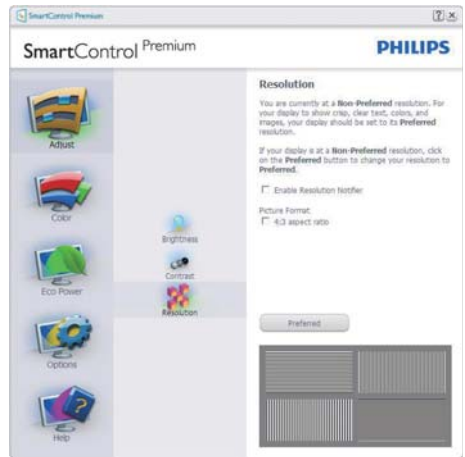 SmartControl Premium
SmartControl Premium
PHILIPS
Adjust
Color
Eco Power
Options
Help
Brightness
Contrast
Resolution
Resolution
You are currently at a Non-Preferred resolution. For
your display to show crisp, clear text, colors, and
images, your display should be set to its Preferred
resolution.
If your display is at a Non-Preferred resolution, click
on the Preferred button to change your resolution to
Preferred.
Enable Resolution Notifier
Picture Format
4:3 aspect ratio
Preferred